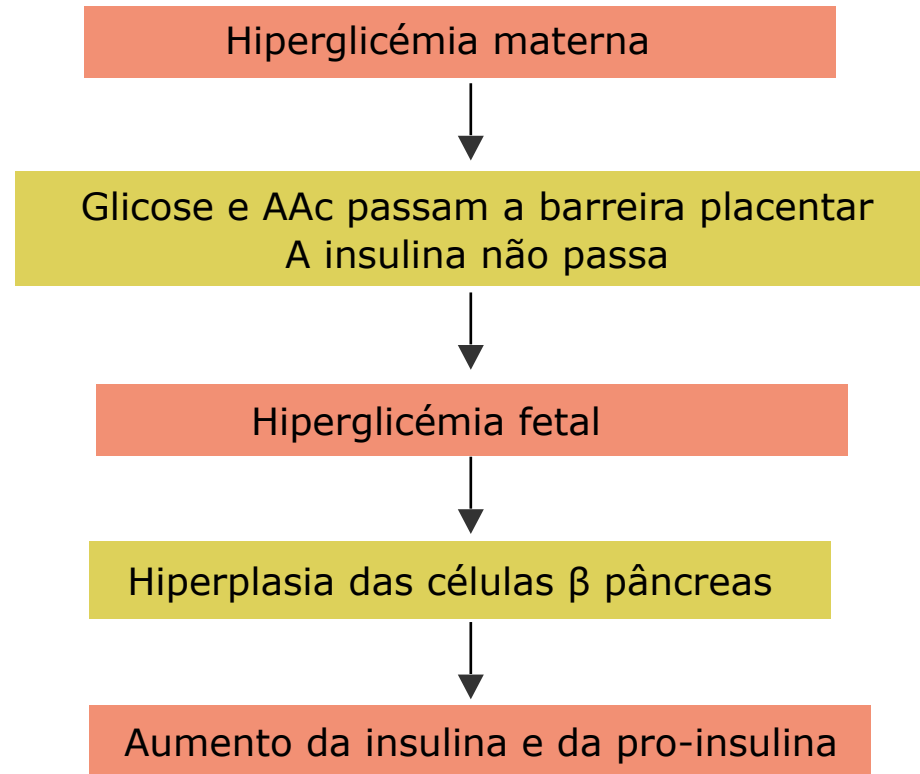 Hiperglicémia materna
Glicose e AAc passam a barreira placentar
A insulina não passa
Hiperglicémia fetal
Hiperplasia das células β pâncreas
Aumento da insulina e da pro-insulina